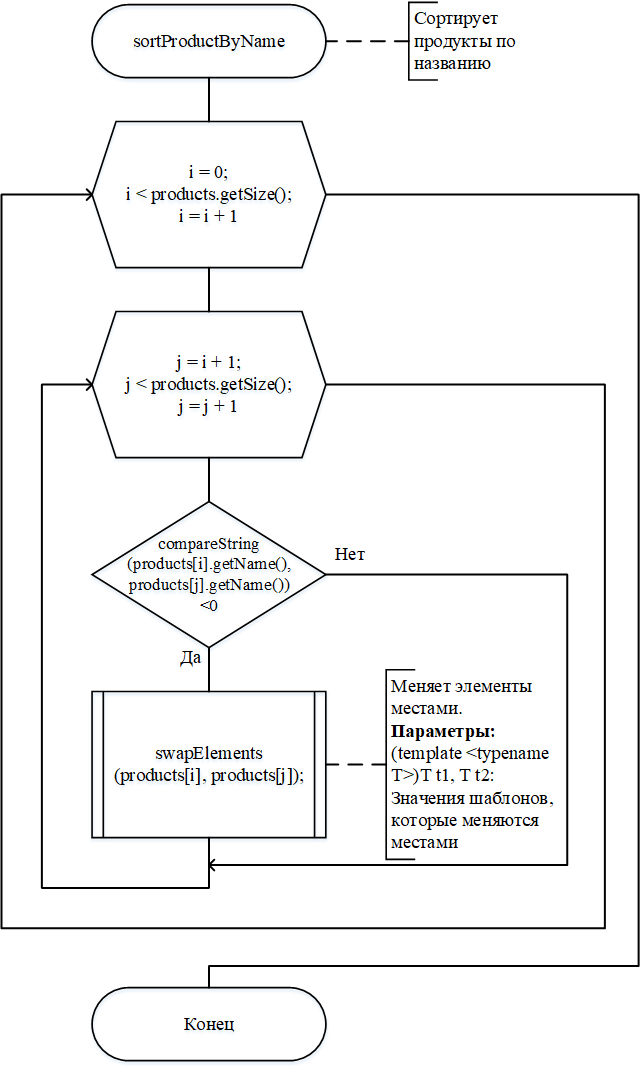 sortProductByName
Сортирует
продукты по
названию
i = 0;
i < products.getSize();
i = i + 1
j = i + 1;
j < products.getSize();
j = j + 1
compareString
(products[i].getName(),
products[j].getName())
<0
Нет
Да
swapElements
(products[i], products[j]);
Меняет элементы
местами.
Параметры:
(template <typename
T>)T t1, T t2:
Значения шаблонов,
которые меняются
местами
Конец